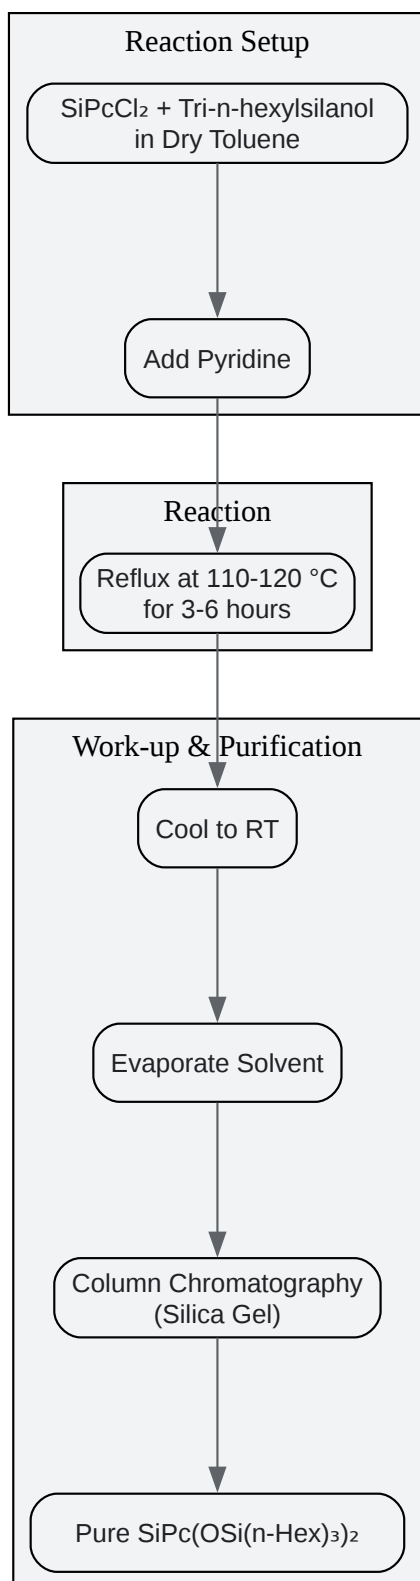 Reaction Setup
SiPcCl₂ + Tri-n-hexylsilanol
in Dry Toluene
Add Pyridine
Reaction
Reflux at 110-120 °C
for 3-6 hours
Work-up & Purification
Cool to RT
Evaporate Solvent
Column Chromatography
(Silica Gel)
Pure SiPc(OSi(n-Hex)₃)₂